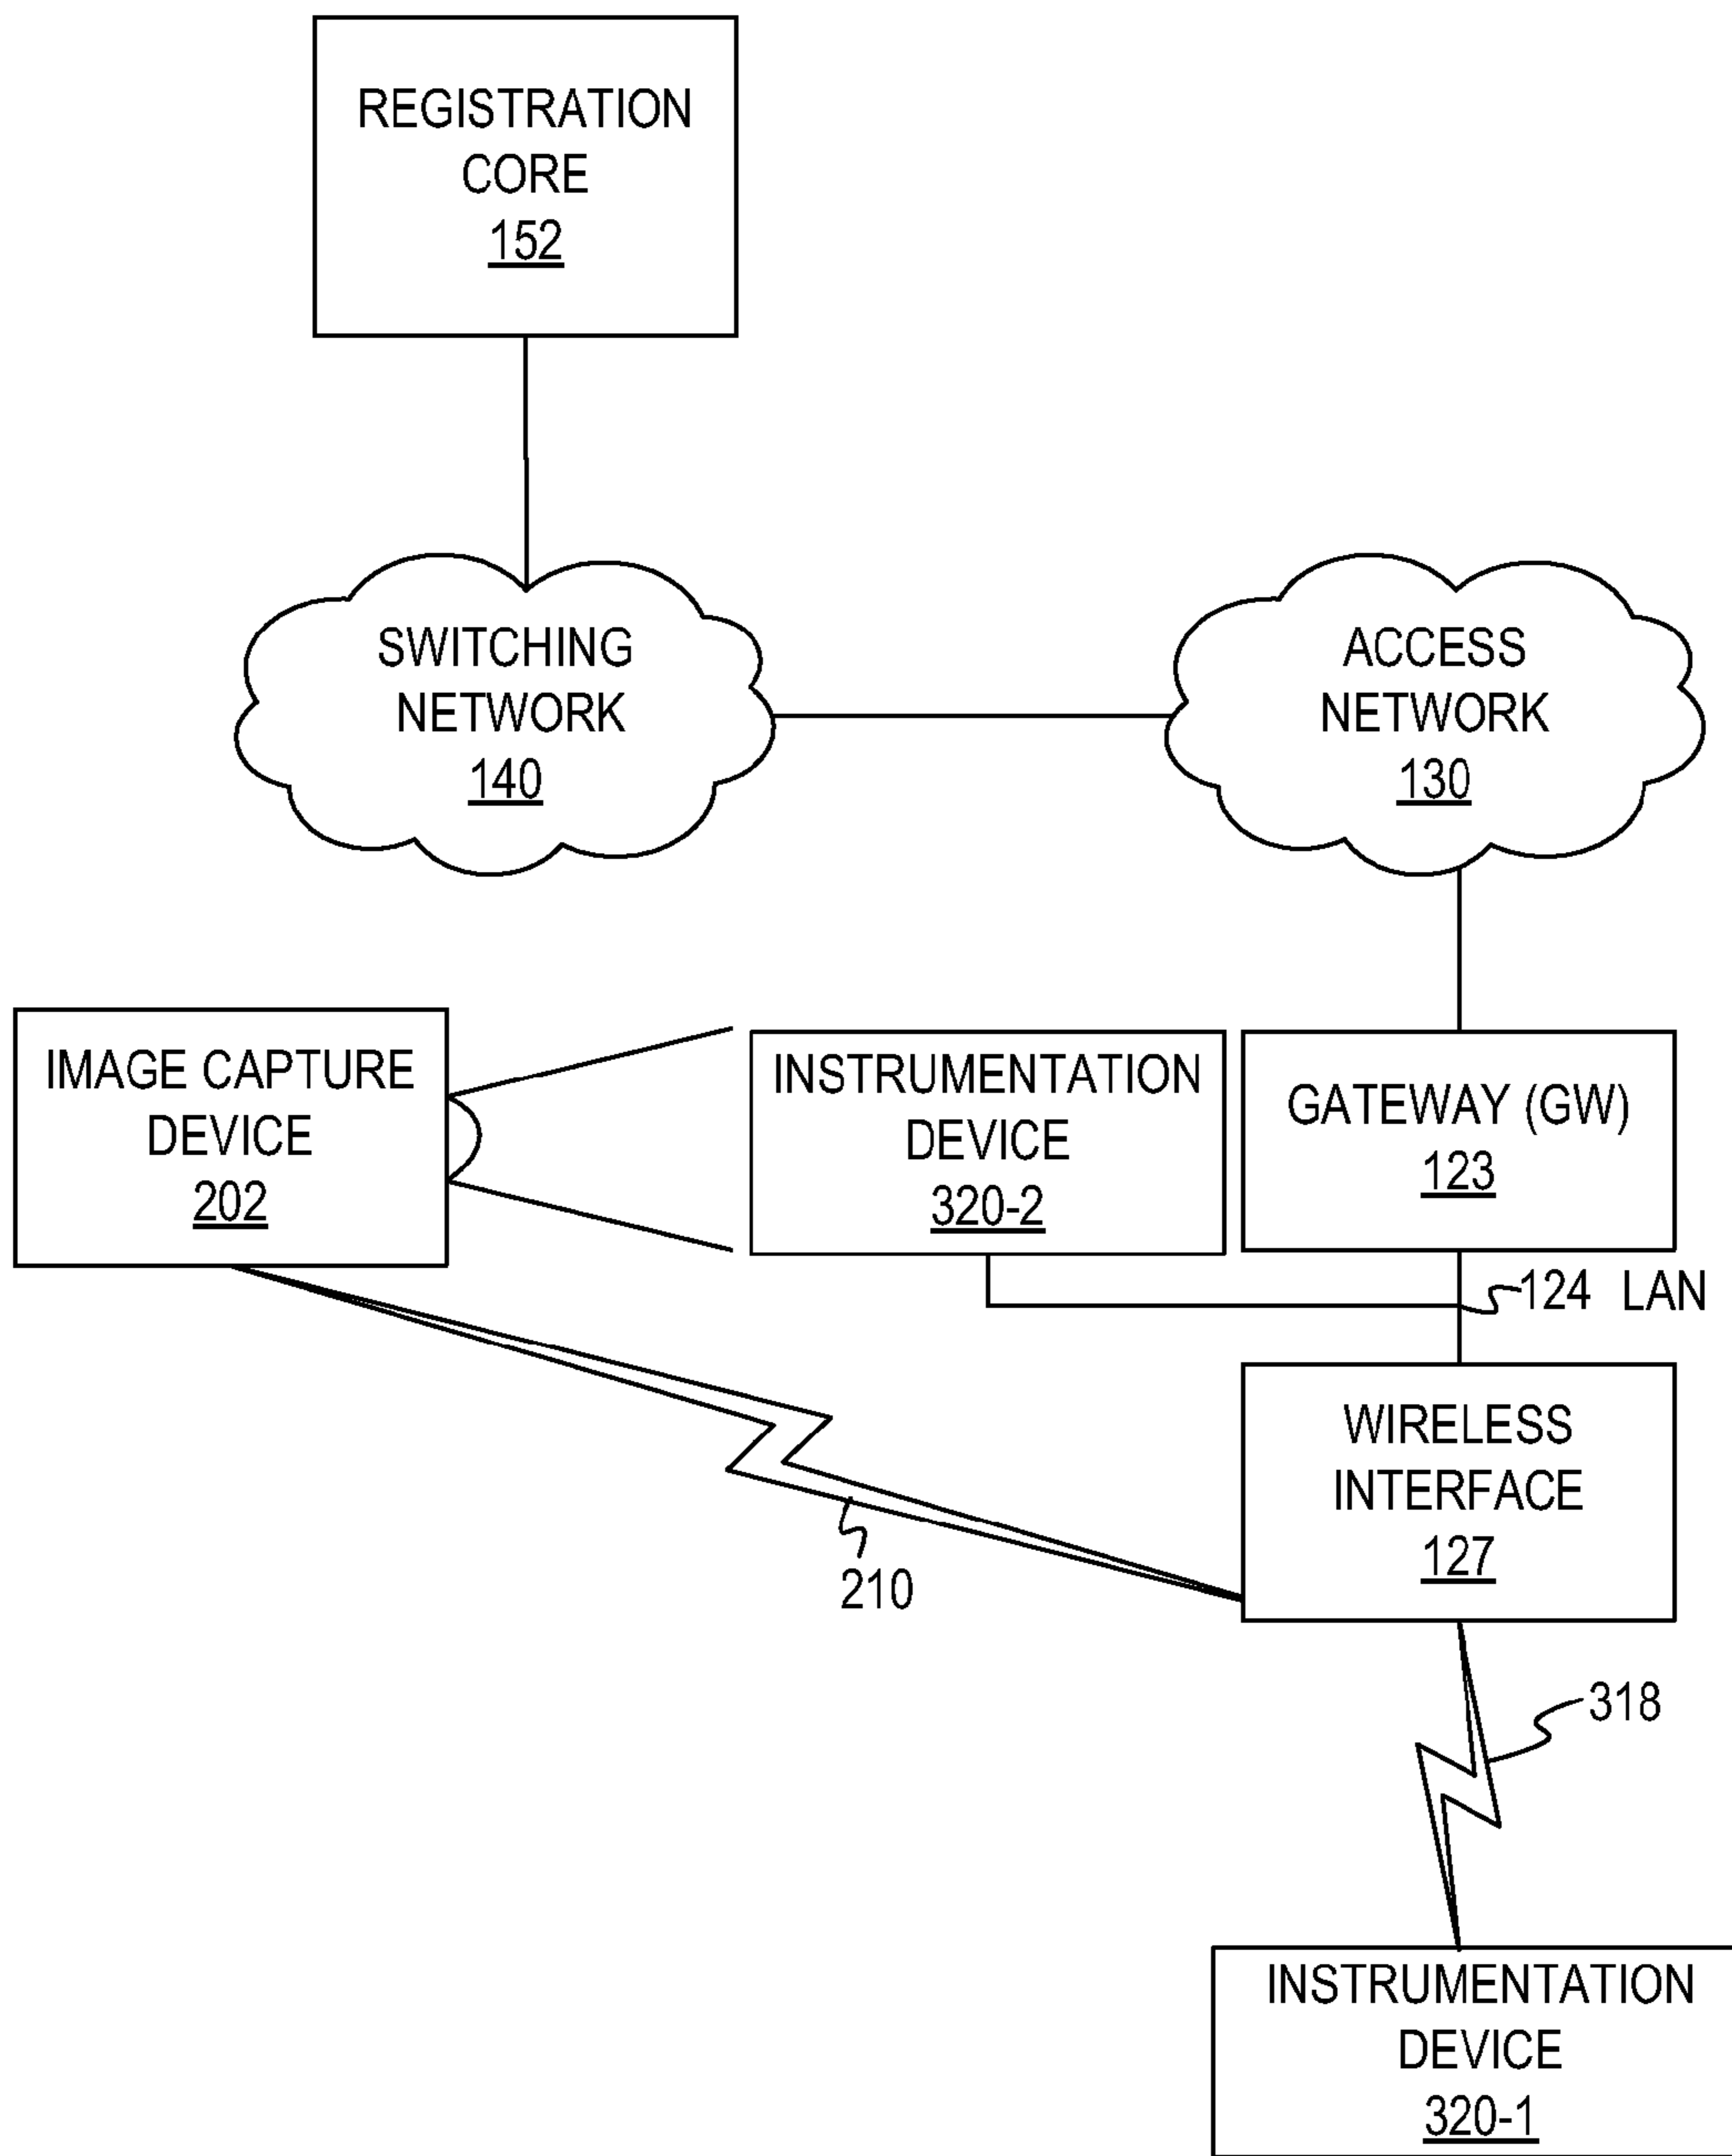 REGISTRATION
CORE
152
SWITCHING
NETWORK
140
ACCESS
NETWORK
130
IMAGE CAPTURE
DEVICE
202
INSTRUMENTATION
DEVICE
320-2
GATEWAY (GW)
123
124 LAN
WIRELESS
INTERFACE
127
210
318
INSTRUMENTATION
DEVICE
320-1